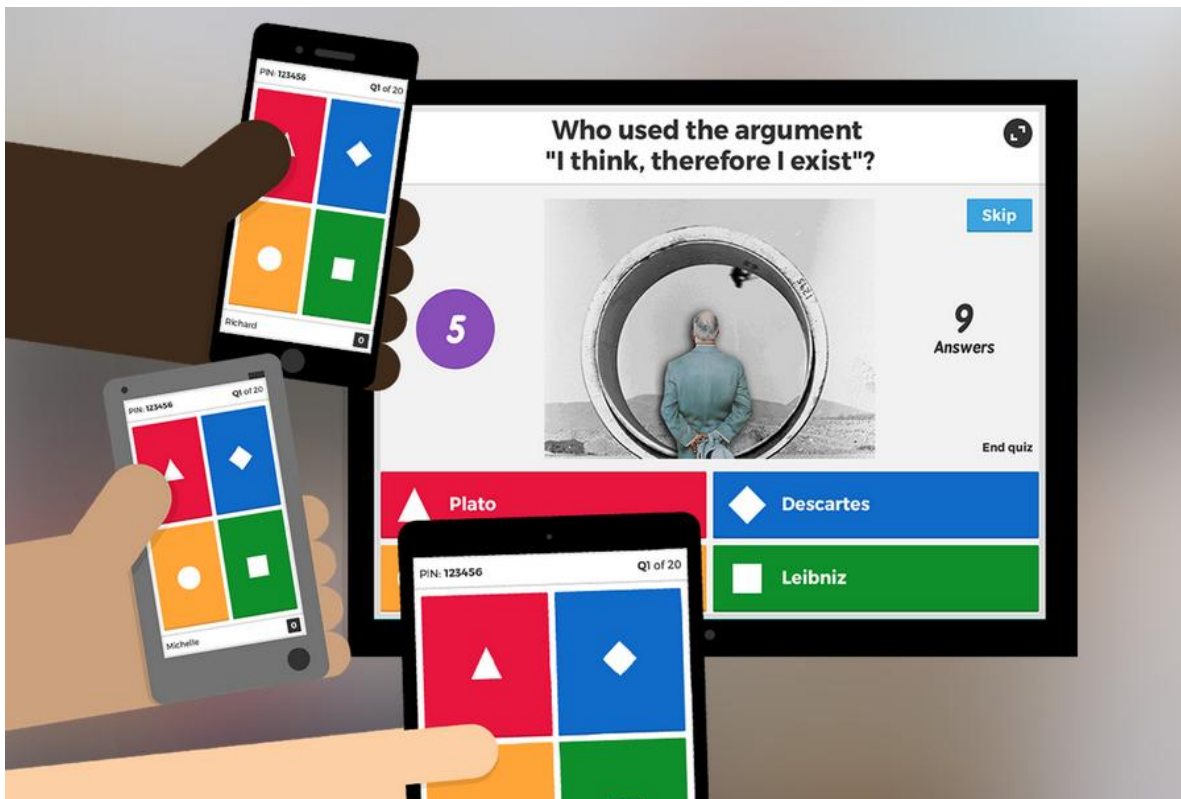 PIN: 123456
Q1 of 20
Richard
0
Who used the argument
"I think, therefore I exist"?
Skip
5
9
Answers
End quiz
Plato
Descartes
Leibniz
PIN: 123456
Q1 of 20
Michelle
0
PIN: 123456
Q1 of 20